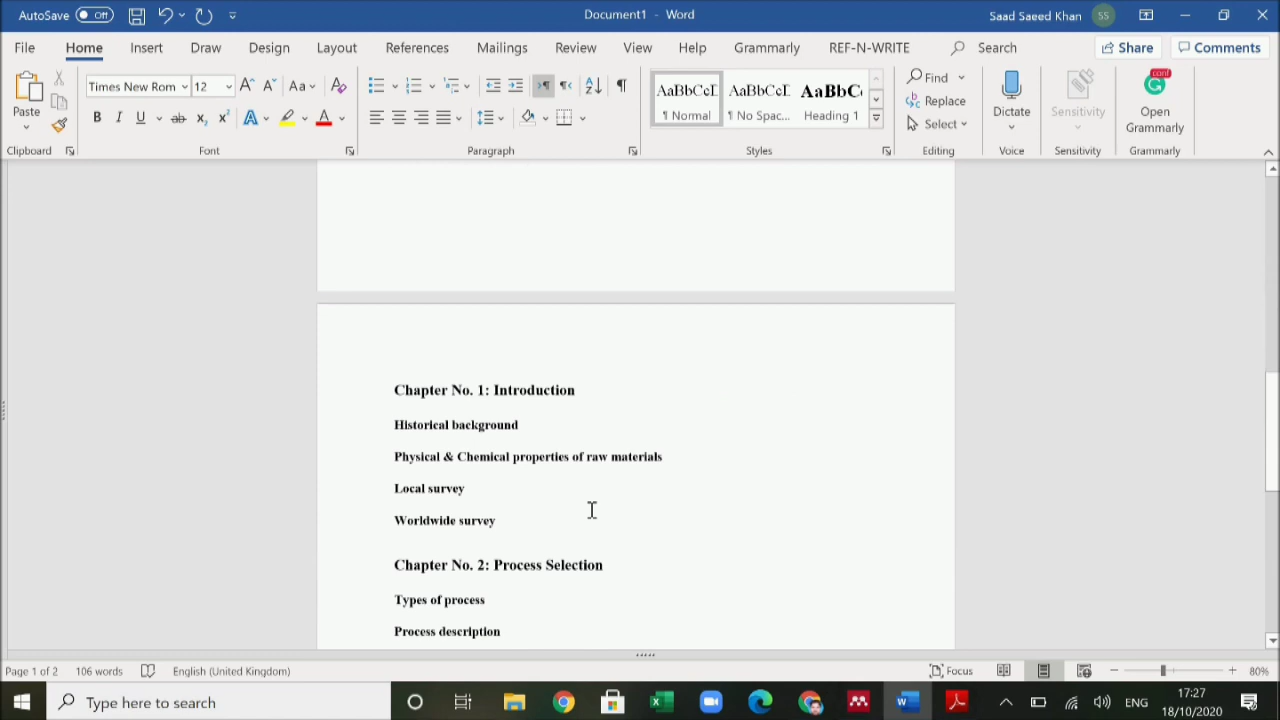 AutoSave Off Document1 - Word Saad Saeed Khan SS
File Home Insert Draw Design Layout References Mailings Review View Help Grammarly REF-N-WRITE Search Share Comments
Paste
Clipboard
Times New Rom 12
Font
Paragraph
AaBbCcI AaBbCcI AaBbC
¶ Normal ¶ No Spac... Heading 1
Styles
Find
Replace
Select
Editing
Dictate
Voice
Sensitivity
Sensitivity
conf
Open
Grammarly
Grammarly
Chapter No. 1: Introduction
Historical background
Physical & Chemical properties of raw materials
Local survey
Worldwide survey
Chapter No. 2: Process Selection
Types of process
Process description
Page 1 of 2 106 words English (United Kingdom) Focus 80%
Type here to search ENG 17:27
18/10/2020